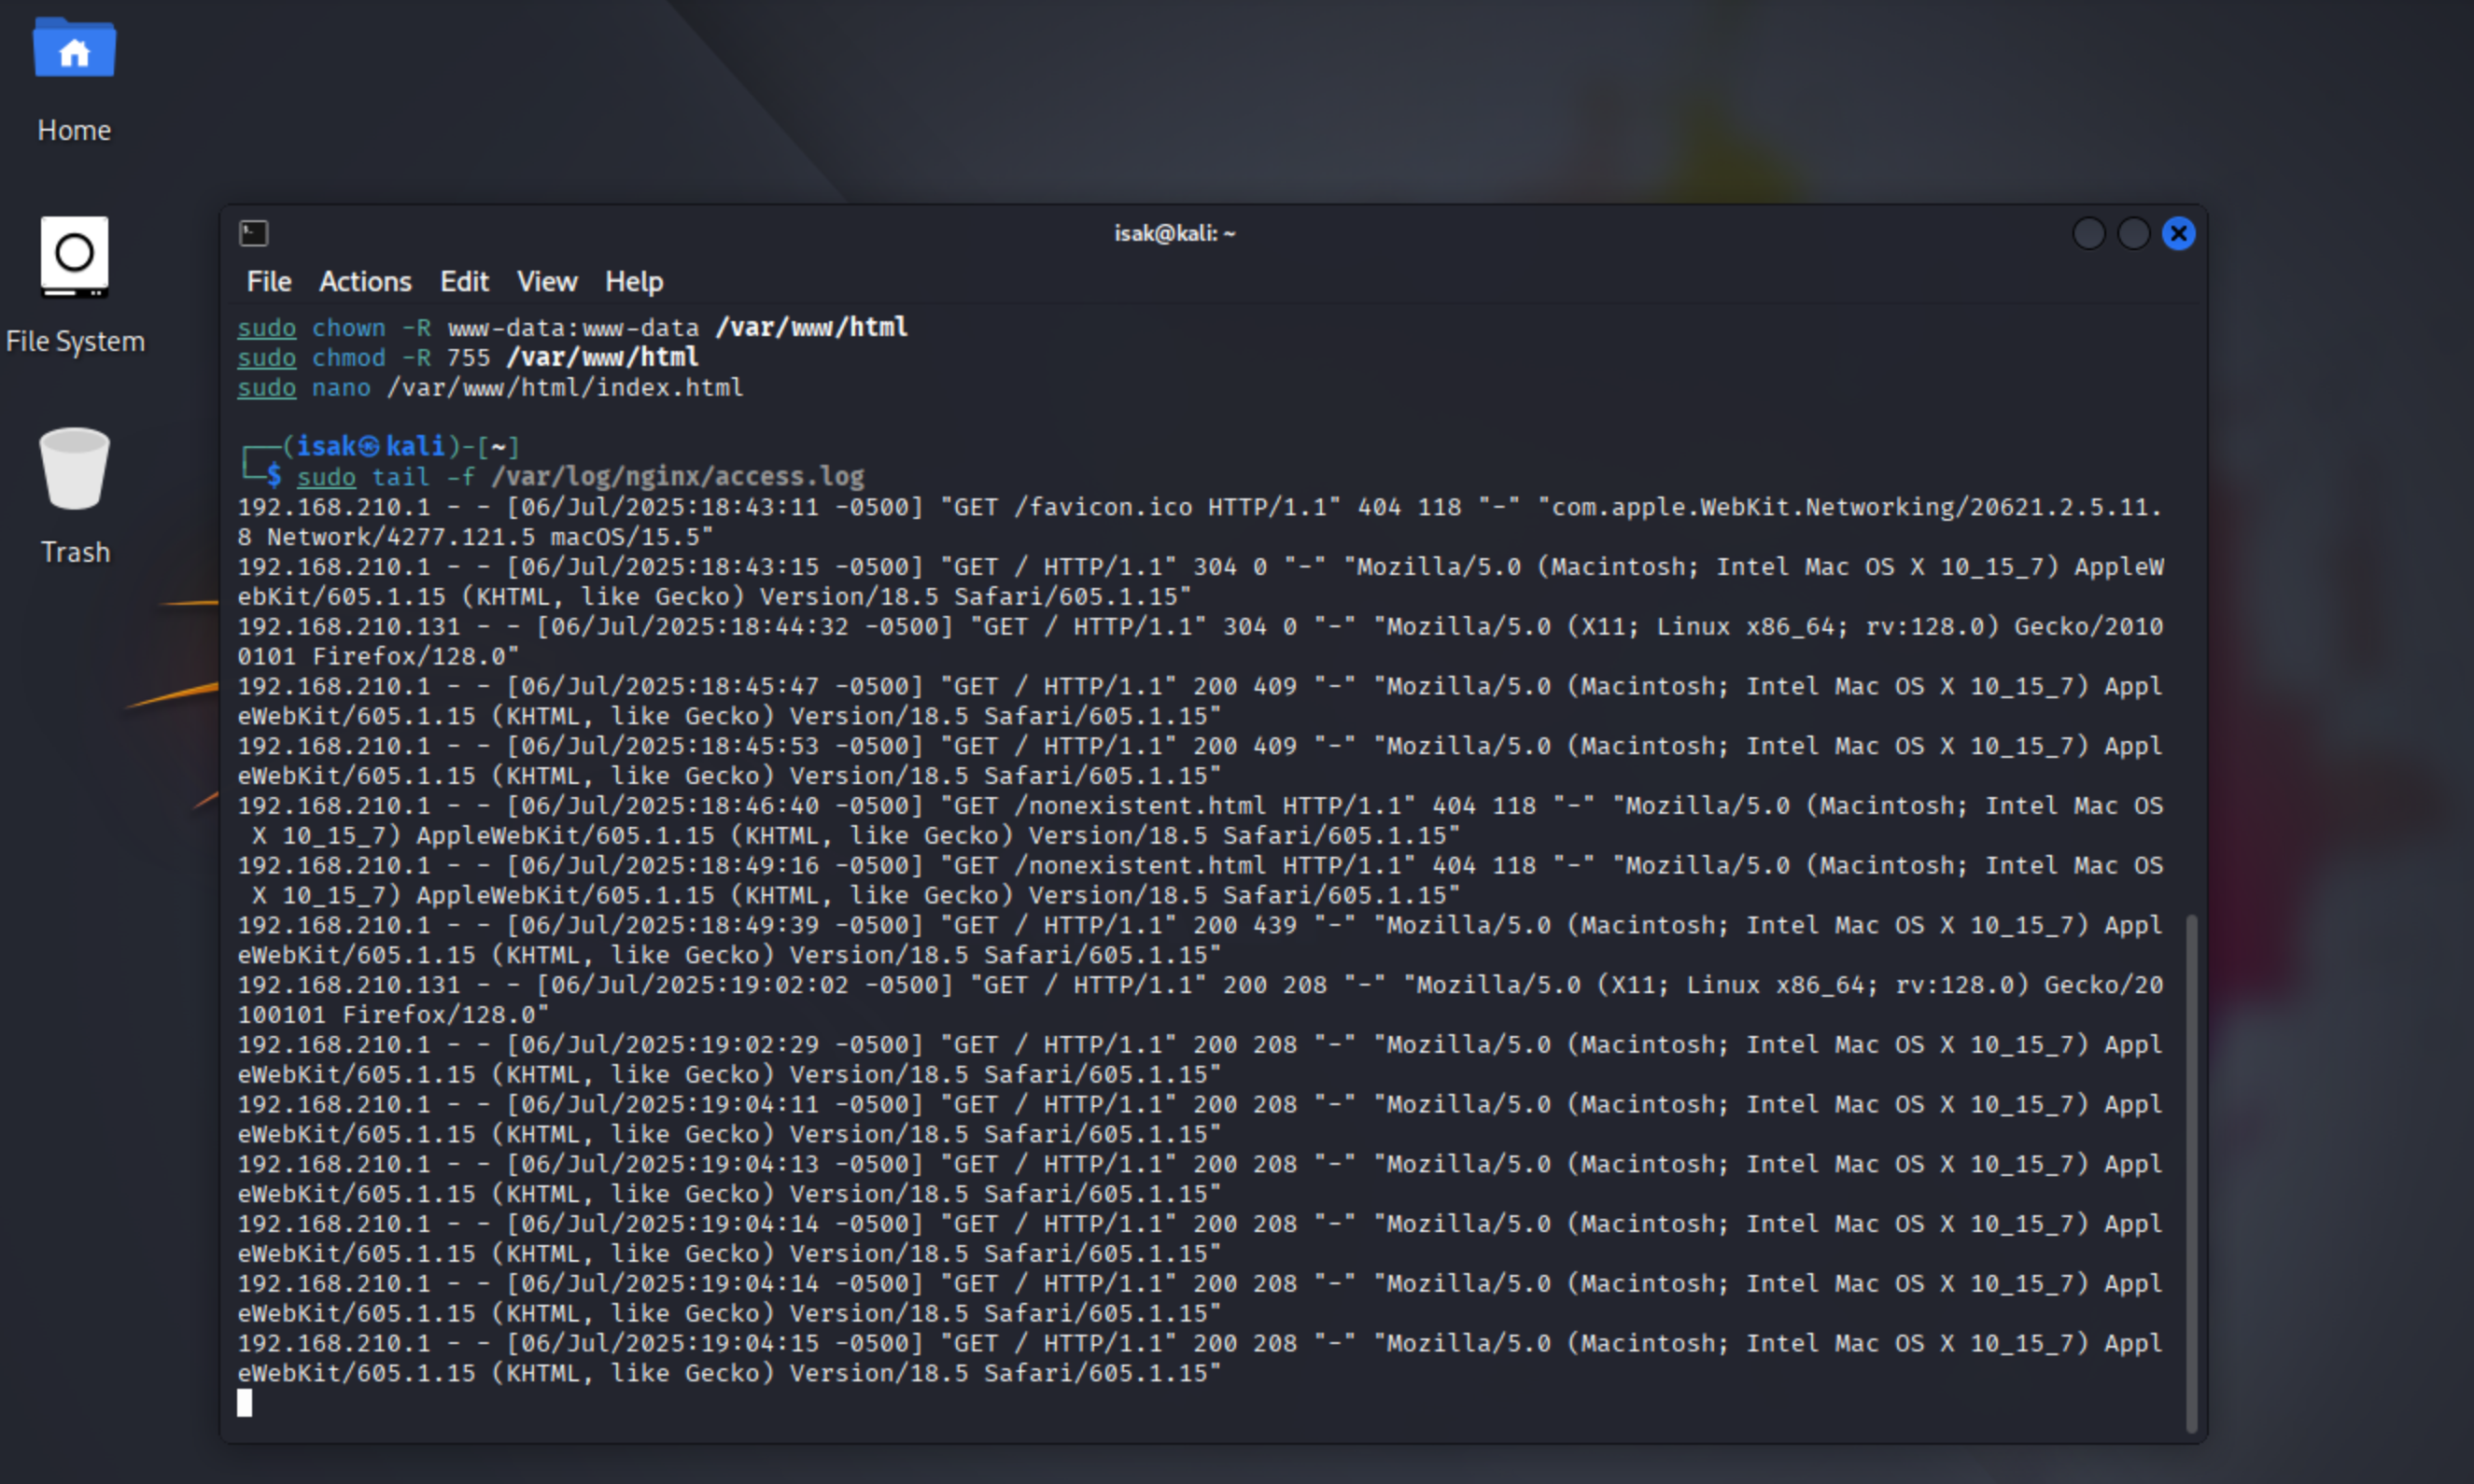 Home
File System
Trash
isak@kali: ~
File Actions Edit View Help
sudo chown -R www-data:www-data /var/www/html
sudo chmod -R 755 /var/www/html
sudo nano /var/www/html/index.html
┌──(isak㉿kali)-[~]
└─$ sudo tail -f /var/log/nginx/access.log
192.168.210.1 - - [06/Jul/2025:18:43:11 -0500] "GET /favicon.ico HTTP/1.1" 404 118 "-" "com.apple.WebKit.Networking/20621.2.5.11.
8 Network/4277.121.5 macOS/15.5"
192.168.210.1 - - [06/Jul/2025:18:43:15 -0500] "GET / HTTP/1.1" 304 0 "-" "Mozilla/5.0 (Macintosh; Intel Mac OS X 10_15_7) AppleW
ebKit/605.1.15 (KHTML, like Gecko) Version/18.5 Safari/605.1.15"
192.168.210.131 - - [06/Jul/2025:18:44:32 -0500] "GET / HTTP/1.1" 304 0 "-" "Mozilla/5.0 (X11; Linux x86_64; rv:128.0) Gecko/2010
0101 Firefox/128.0"
192.168.210.1 - - [06/Jul/2025:18:45:47 -0500] "GET / HTTP/1.1" 200 409 "-" "Mozilla/5.0 (Macintosh; Intel Mac OS X 10_15_7) Appl
eWebKit/605.1.15 (KHTML, like Gecko) Version/18.5 Safari/605.1.15"
192.168.210.1 - - [06/Jul/2025:18:45:53 -0500] "GET / HTTP/1.1" 200 409 "-" "Mozilla/5.0 (Macintosh; Intel Mac OS X 10_15_7) Appl
eWebKit/605.1.15 (KHTML, like Gecko) Version/18.5 Safari/605.1.15"
192.168.210.1 - - [06/Jul/2025:18:46:40 -0500] "GET /nonexistent.html HTTP/1.1" 404 118 "-" "Mozilla/5.0 (Macintosh; Intel Mac OS
 X 10_15_7) AppleWebKit/605.1.15 (KHTML, like Gecko) Version/18.5 Safari/605.1.15"
192.168.210.1 - - [06/Jul/2025:18:49:16 -0500] "GET /nonexistent.html HTTP/1.1" 404 118 "-" "Mozilla/5.0 (Macintosh; Intel Mac OS
 X 10_15_7) AppleWebKit/605.1.15 (KHTML, like Gecko) Version/18.5 Safari/605.1.15"
192.168.210.1 - - [06/Jul/2025:18:49:39 -0500] "GET / HTTP/1.1" 200 439 "-" "Mozilla/5.0 (Macintosh; Intel Mac OS X 10_15_7) Appl
eWebKit/605.1.15 (KHTML, like Gecko) Version/18.5 Safari/605.1.15"
192.168.210.131 - - [06/Jul/2025:19:02:02 -0500] "GET / HTTP/1.1" 200 208 "-" "Mozilla/5.0 (X11; Linux x86_64; rv:128.0) Gecko/20
100101 Firefox/128.0"
192.168.210.1 - - [06/Jul/2025:19:02:29 -0500] "GET / HTTP/1.1" 200 208 "-" "Mozilla/5.0 (Macintosh; Intel Mac OS X 10_15_7) Appl
eWebKit/605.1.15 (KHTML, like Gecko) Version/18.5 Safari/605.1.15"
192.168.210.1 - - [06/Jul/2025:19:04:11 -0500] "GET / HTTP/1.1" 200 208 "-" "Mozilla/5.0 (Macintosh; Intel Mac OS X 10_15_7) Appl
eWebKit/605.1.15 (KHTML, like Gecko) Version/18.5 Safari/605.1.15"
192.168.210.1 - - [06/Jul/2025:19:04:13 -0500] "GET / HTTP/1.1" 200 208 "-" "Mozilla/5.0 (Macintosh; Intel Mac OS X 10_15_7) Appl
eWebKit/605.1.15 (KHTML, like Gecko) Version/18.5 Safari/605.1.15"
192.168.210.1 - - [06/Jul/2025:19:04:14 -0500] "GET / HTTP/1.1" 200 208 "-" "Mozilla/5.0 (Macintosh; Intel Mac OS X 10_15_7) Appl
eWebKit/605.1.15 (KHTML, like Gecko) Version/18.5 Safari/605.1.15"
192.168.210.1 - - [06/Jul/2025:19:04:14 -0500] "GET / HTTP/1.1" 200 208 "-" "Mozilla/5.0 (Macintosh; Intel Mac OS X 10_15_7) Appl
eWebKit/605.1.15 (KHTML, like Gecko) Version/18.5 Safari/605.1.15"
192.168.210.1 - - [06/Jul/2025:19:04:15 -0500] "GET / HTTP/1.1" 200 208 "-" "Mozilla/5.0 (Macintosh; Intel Mac OS X 10_15_7) Appl
eWebKit/605.1.15 (KHTML, like Gecko) Version/18.5 Safari/605.1.15"